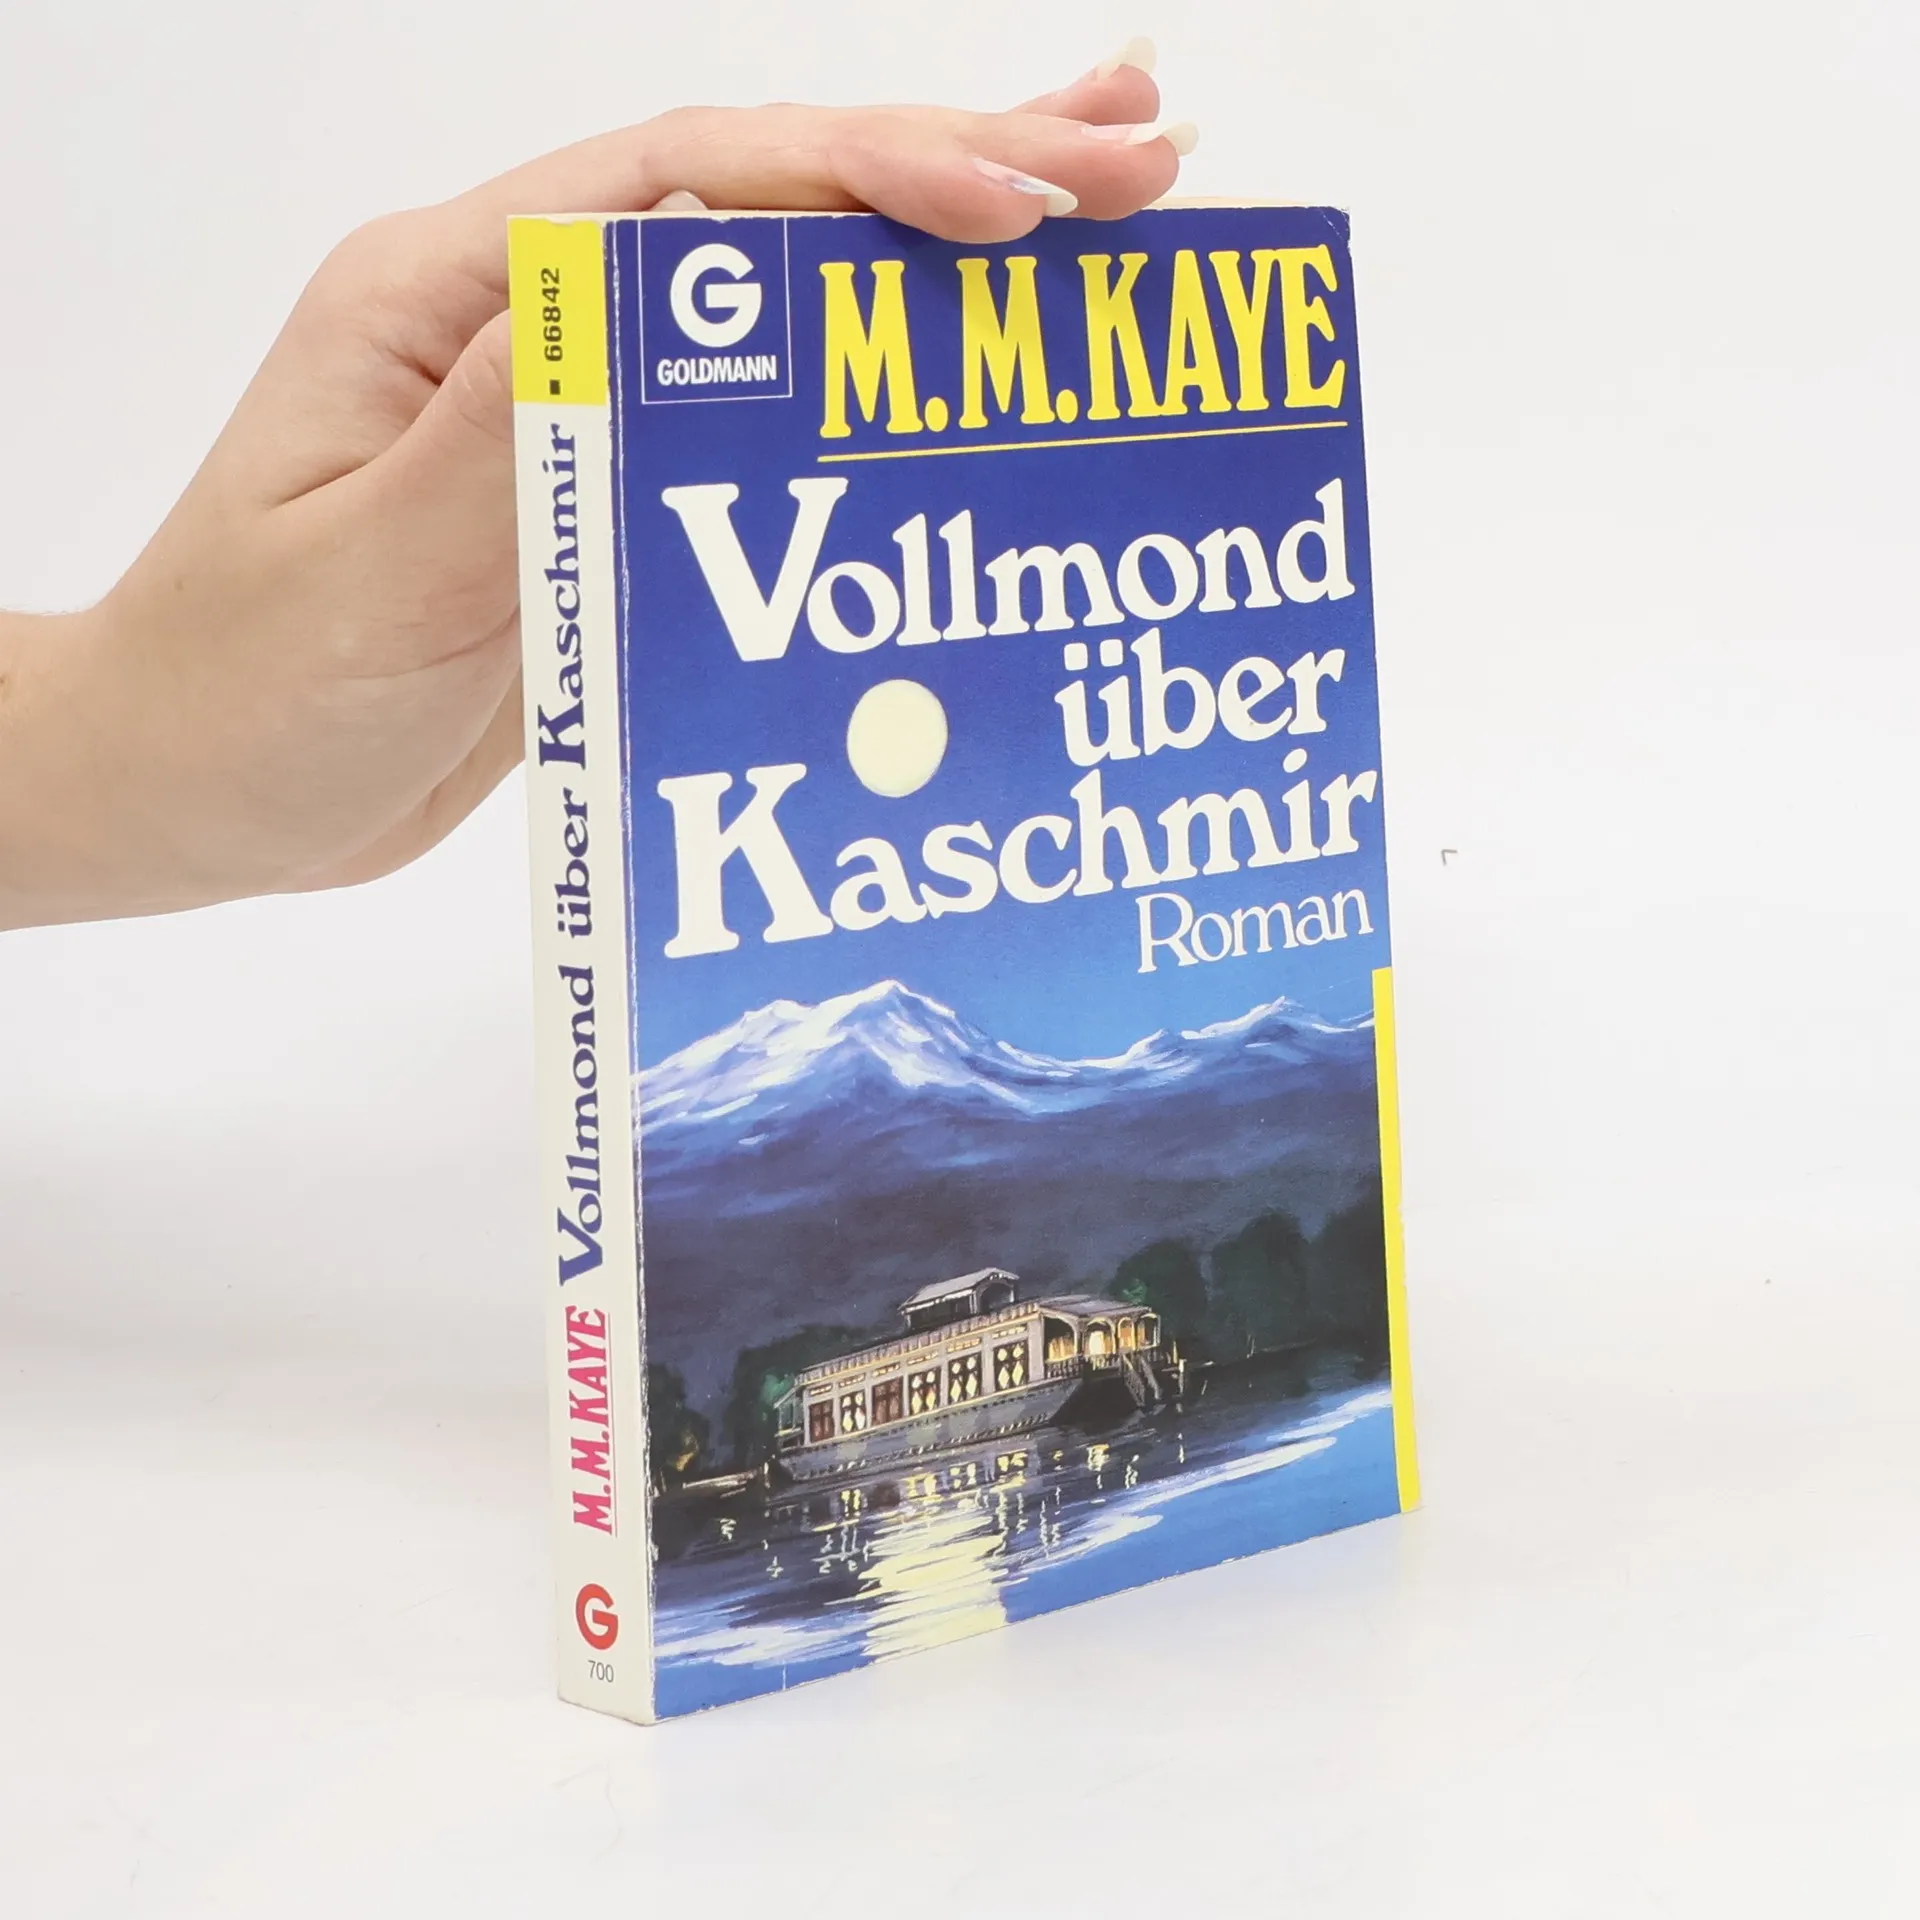 66842
Vollmond über Kaschmir
M.M.KAYE
G
700
G
GOLDMANN
M.M.KAYE
Vollmond
über
Kaschmir
Roman